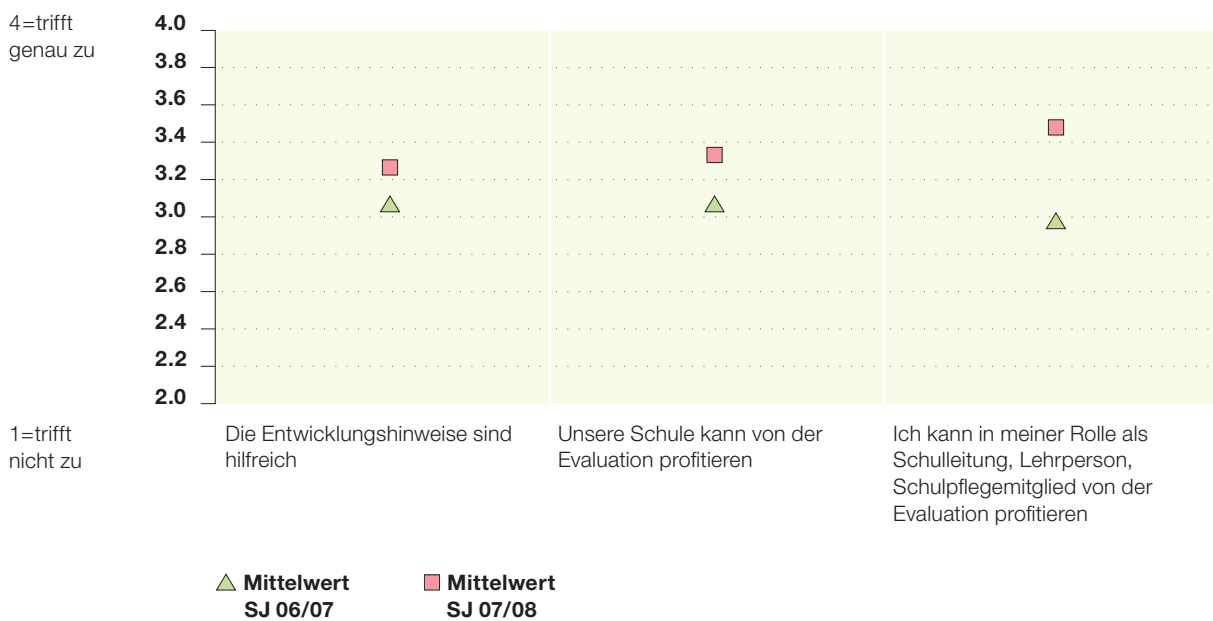 4=trifft
genau zu
4.0
3.8
3.6
3.4
3.2
3.0
2.8
2.6
2.4
2.2
2.0
1=trifft
nicht zu
Die Entwicklungshinweise sind
hilfreich
Unsere Schule kann von der
Evaluation profitieren
Ich kann in meiner Rolle als
Schulleitung, Lehrperson,
Schulpflegemitglied von der
Evaluation profitieren
Mittelwert
SJ 06/07
Mittelwert
SJ 07/08